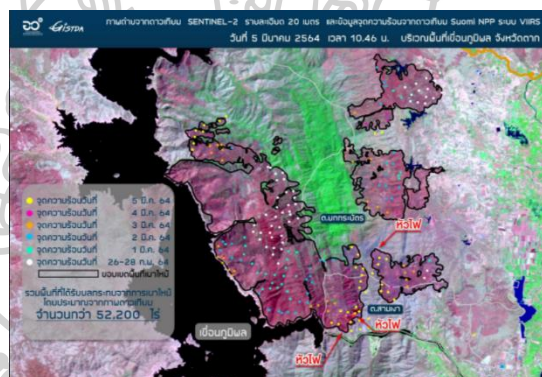 GISTDA
ภาพถ่ายจากดาวเทียม SENTINEL-2 รายละเอียด 20 เมตร และข้อมูลจุดความร้อนจากดาวเทียม Suomi NPP ระบบ VIIRS
วันที่ 5 มีนาคม 2564 เวลา 10.46 น. บริเวณพื้นที่เขื่อนภูมิพล จังหวัดตาก
ต.ยกกระบัตร
หัวไฟ
จุดความร้อนวันที่ 5 มี.ค. 64
จุดความร้อนวันที่ 4 มี.ค. 64
จุดความร้อนวันที่ 3 มี.ค. 64
จุดความร้อนวันที่ 2 มี.ค. 64
จุดความร้อนวันที่ 1 มี.ค. 64
จุดความร้อนวันที่ 26-28 ก.พ. 64
ขอบเขตพื้นที่เผาไหม้
รวมพื้นที่ที่ได้รับผลกระทบจากการเผาไหม้
โดยประมาณจากภาพดาวเทียม
จำนวนกว่า 52,200 ไร่
ต.สามเงา
หัวไฟ
เขื่อนภูมิพล
หัวไฟ